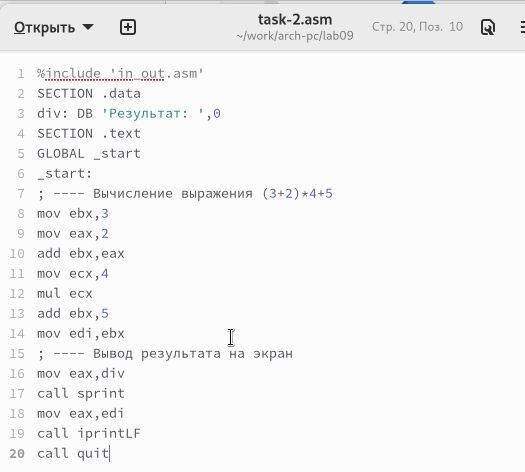 Открыть
task-2.asm
~/work/arch-pc/lab09
Стр. 20, Поз. 10
1 %include 'in_out.asm'
2 SECTION .data
3 div: DB 'Результат: ',0
4 SECTION .text
5 GLOBAL _start
6 _start:
7 ; ---- Вычисление выражения (3+2)*4+5
8 mov ebx,3
9 mov eax,2
10 add ebx,eax
11 mov ecx,4
12 mul ecx
13 add ebx,5
14 mov edi,ebx
15 ; ---- Вывод результата на экран
16 mov eax,div
17 call sprint
18 mov eax,edi
19 call iprintLF
20 call quit